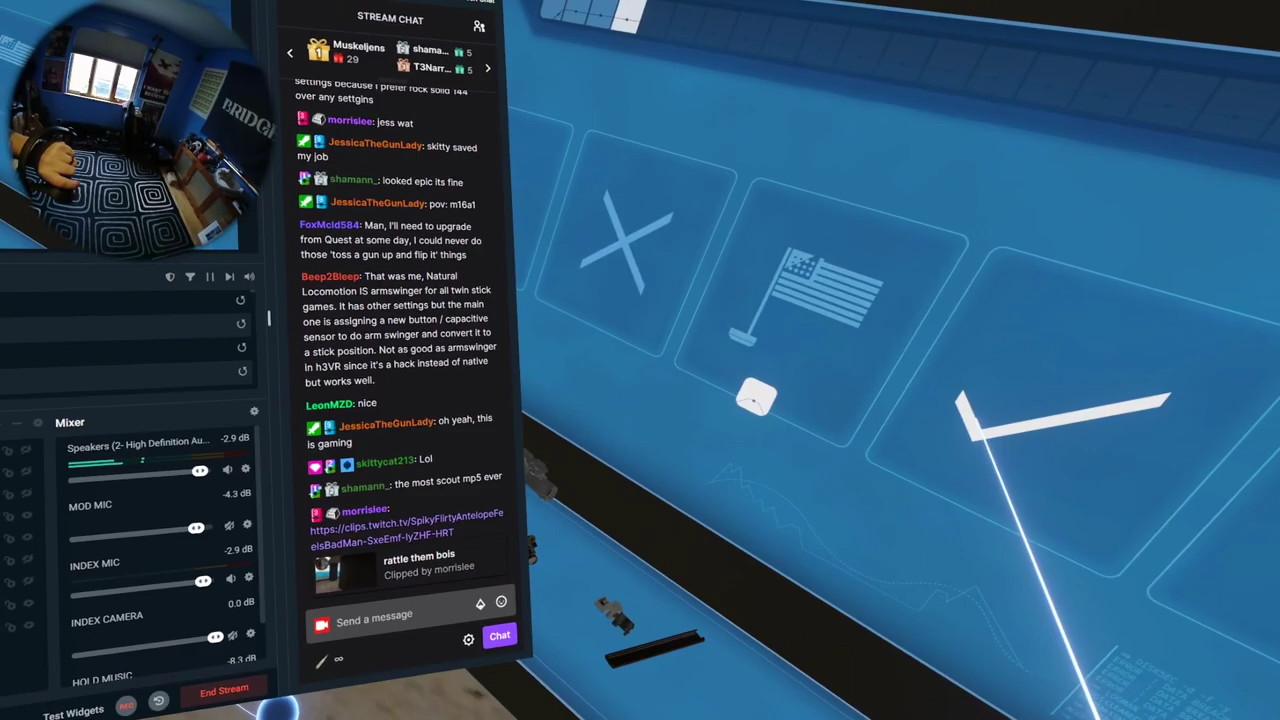 STREAM CHAT
Muskeljens
29
shama...
5
T3Narr...
5
settings because I prefer rock solid 144
over any settgins
morrislee: jess wat
JessicaTheGunLady: skitty saved
my job
shamann_: looked epic its fine
JessicaTheGunLady: pov: m16a1
FoxMcld584: Man, I'll need to upgrade
from Quest at some day, I could never do
those 'toss a gun up and flip it' things
Beep2Bleep: That was me, Natural
Locomotion IS armswinger for all twin stick
games. It has other settings but the main
one is assigning a new button / capacitive
sensor to do arm swinger and convert it to
a stick position. Not as good as armswinger
in h3VR since it's a hack instead of native
but works well.
LeonMZD: nice
JessicaTheGunLady: oh yeah, this
is gaming
skittycat213: Lol
shamann_: the most scout mp5 ever
morrislee:
https://clips.twitch.tv/SpikyFlirtyAntelopeFe
elsBadMan-SxeEmf-IyZHF-HRT
rattle them bois
Clipped by morrislee
Send a message
Chat
Mixer
Speakers (2- High Definition Au...
-2.9 dB
MOD MIC
-4.3 dB
INDEX MIC
-2.9 dB
INDEX CAMERA
0.0 dB
HOLD MUSIC
-8.3 dB
Test Widgets
REC
End Stream
BRIDGE